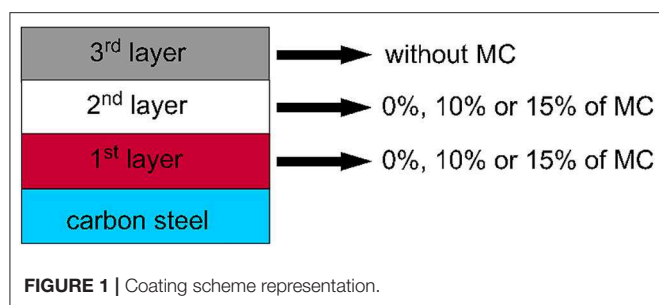 3rd layer without MC
2nd layer 0%, 10% or 15% of MC
1st layer 0%, 10% or 15% of MC
carbon steel
FIGURE 1 | Coating scheme representation.